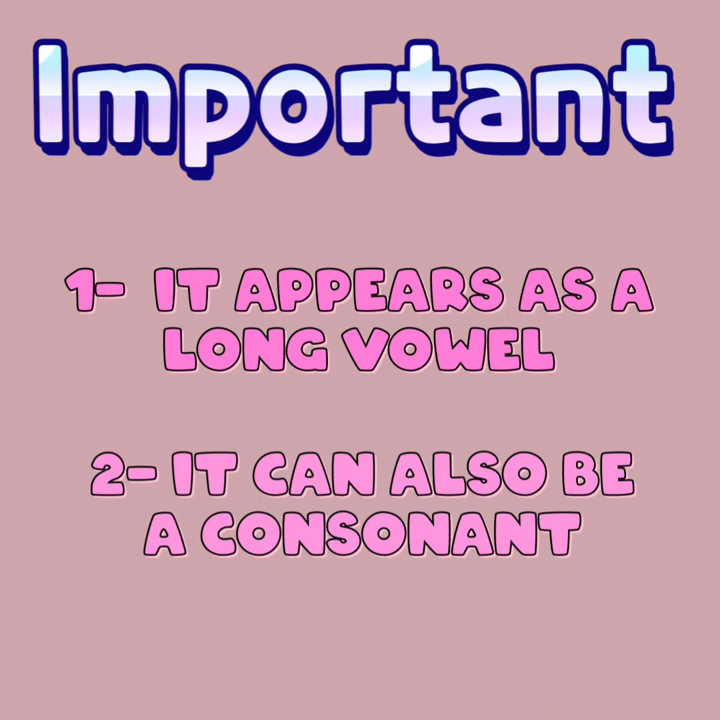 Important
1- IT APPEARS AS A
LONG VOWEL
2- IT CAN ALSO BE
A CONSONANT